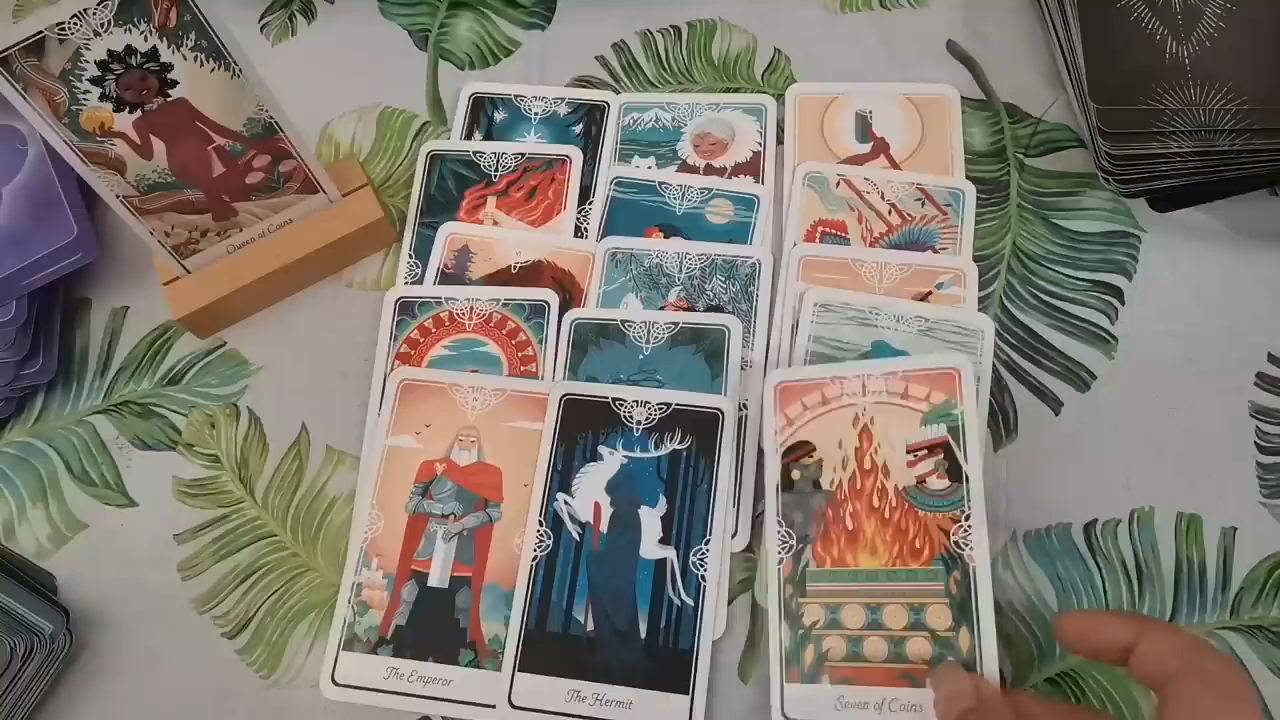 Queen of Coins
The Emperor
The Hermit
Seven of Coins